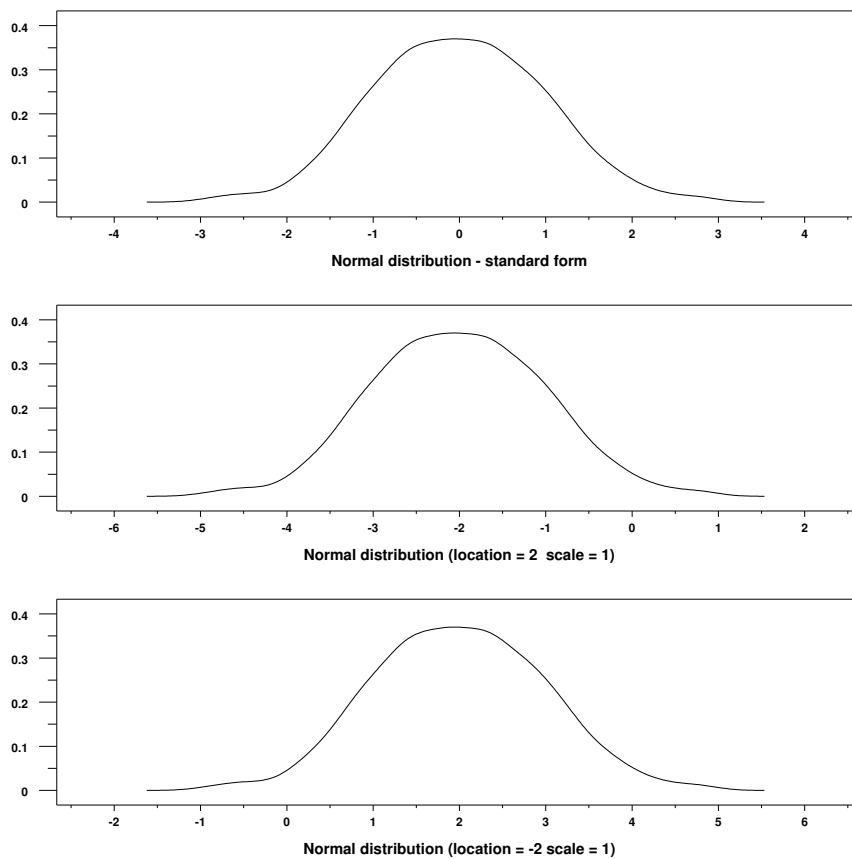 0.4
0.3
0.2
0.1
0
-4 -3 -2 -1 0 1 2 3 4
Normal distribution - standard form
0.4
0.3
0.2
0.1
0
-6 -5 -4 -3 -2 -1 0 1 2
Normal distribution (location = 2 scale = 1)
0.4
0.3
0.2
0.1
0
-2 -1 0 1 2 3 4 5 6
Normal distribution (location = -2 scale = 1)